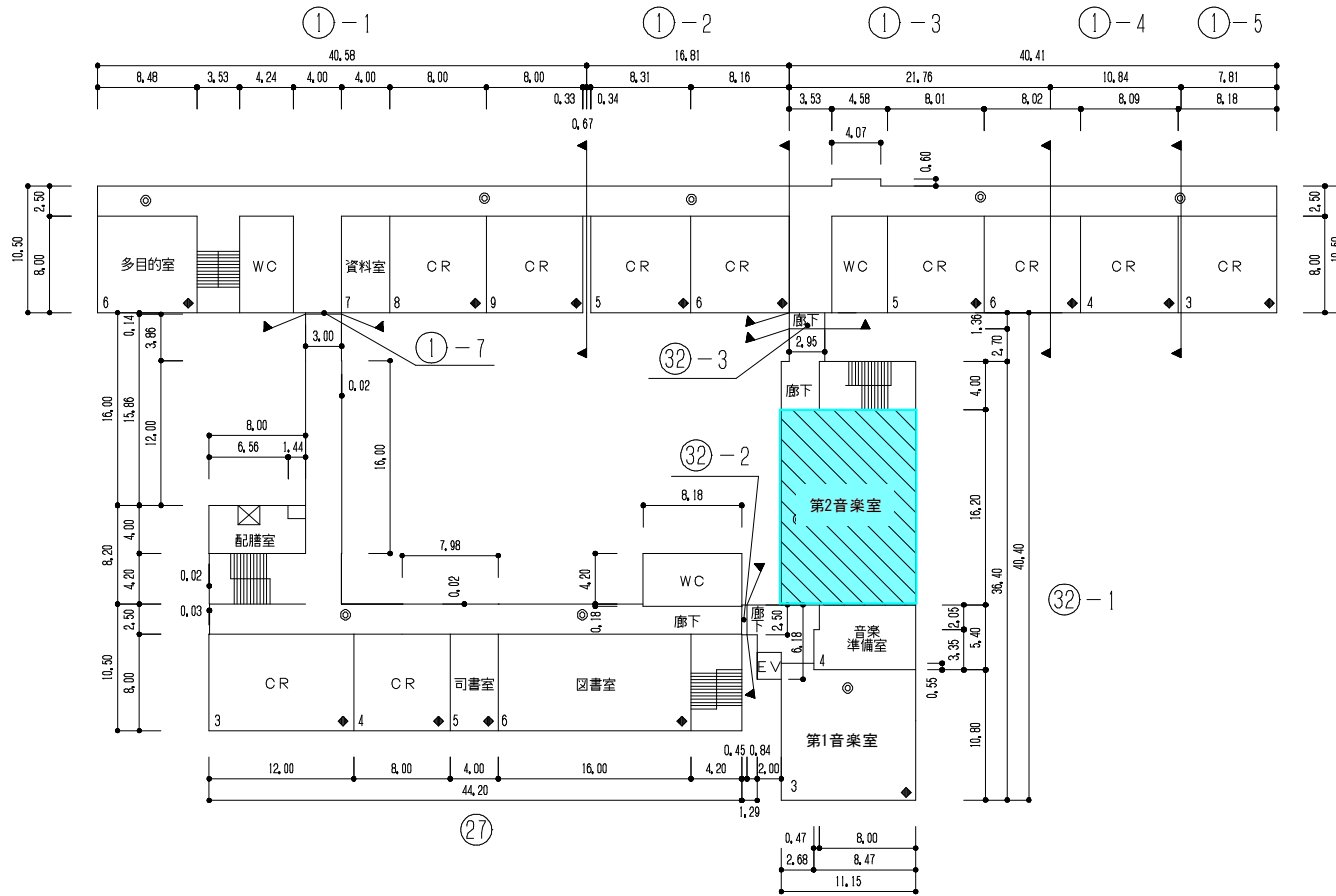 ①-1 ①-2 ①-3 ①-4 ①-5
40.58 16.81 40.41
8.48 3.53 4.24 4.00 4.00 8.00 8.00 8.31 8.16 21.76 10.84 7.81
0.33 0.34 3.53 4.58 8.01 8.02 8.09 8.18
0.67 4.07 0.60
10.50 2.50 8.00
2.50 8.00 10.50
多目的室 WC 資料室 CR CR CR CR WC CR CR CR CR
6 7 8 9 5 6 5 6 4 3
0.14 3.86 廊下 1.36
3.00 ①-7 ㉜-3 2.95 2.70
0.02 廊下 4.00
16.00 15.86 12.00
8.00
6.56 1.44 16.00 ㉜-2
8.18 第2音楽室 16.20
配膳室 4.00
8.20 7.98 36.40 40.40
0.02 4.20 0.02 4.20 WC ㉜-1
0.03 2.50 0.18 廊下 廊下 2.50 6.18 音楽準備室 2.05 5.40
4 3.35
10.50 8.00 CR CR 司書室 図書室 EV 0.55
3 4 5 6 第1音楽室 10.80
3
0.45 0.84
12.00 8.00 4.00 16.00 4.20 2.00
44.20 1.29
㉗
0.47 8.00
2.68 8.47
11.15